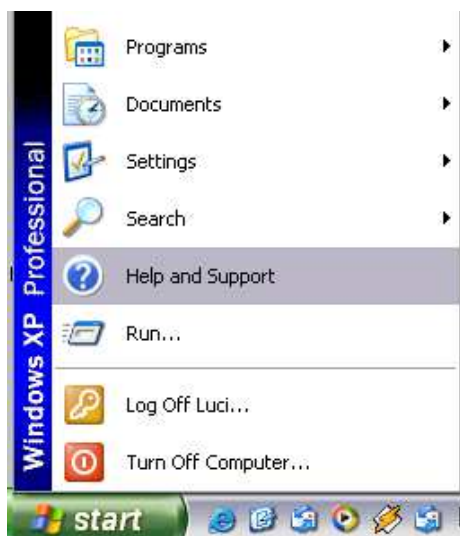 Programs
Documents
Settings
Search
Help and Support
Run...
Log Off Luci...
Turn Off Computer...
Windows XP Professional
start